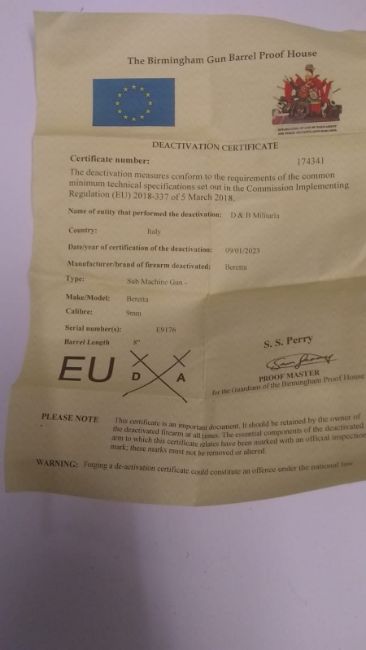 The Birmingham Gun Barrel Proof House
DEACTIVATION CERTIFICATE
Certificate number: 174341
The deactivation measures conform to the requirements of the common
minimum technical specifications set out in the Commission Implementing
Regulation (EU) 2018-337 of 5 March 2018.
Name of entity that performed the deactivation: D & B Militaria
Country: Italy
Date/year of certification of the deactivation: 09/01/2023
Manufacturer/brand of firearm deactivated: Beretta
Type: Sub Machine Gun -
Make/Model: Beretta
Calibre: 9mm
Serial number(s): E9176
Barrel Length 8"
S. S. Perry
PROOF MASTER
for the Guardians of the Birmingham Proof House
EU D A
PLEASE NOTE This certificate is an important document. It should be retained by the owner of
the deactivated firearm at all times. The essential components of the deactivated
arm to which this certificate relates have been marked with an official inspection
mark; these marks must not be removed or altered.
WARNING: Forging a de-activation certificate could constitute an offence under the national law.